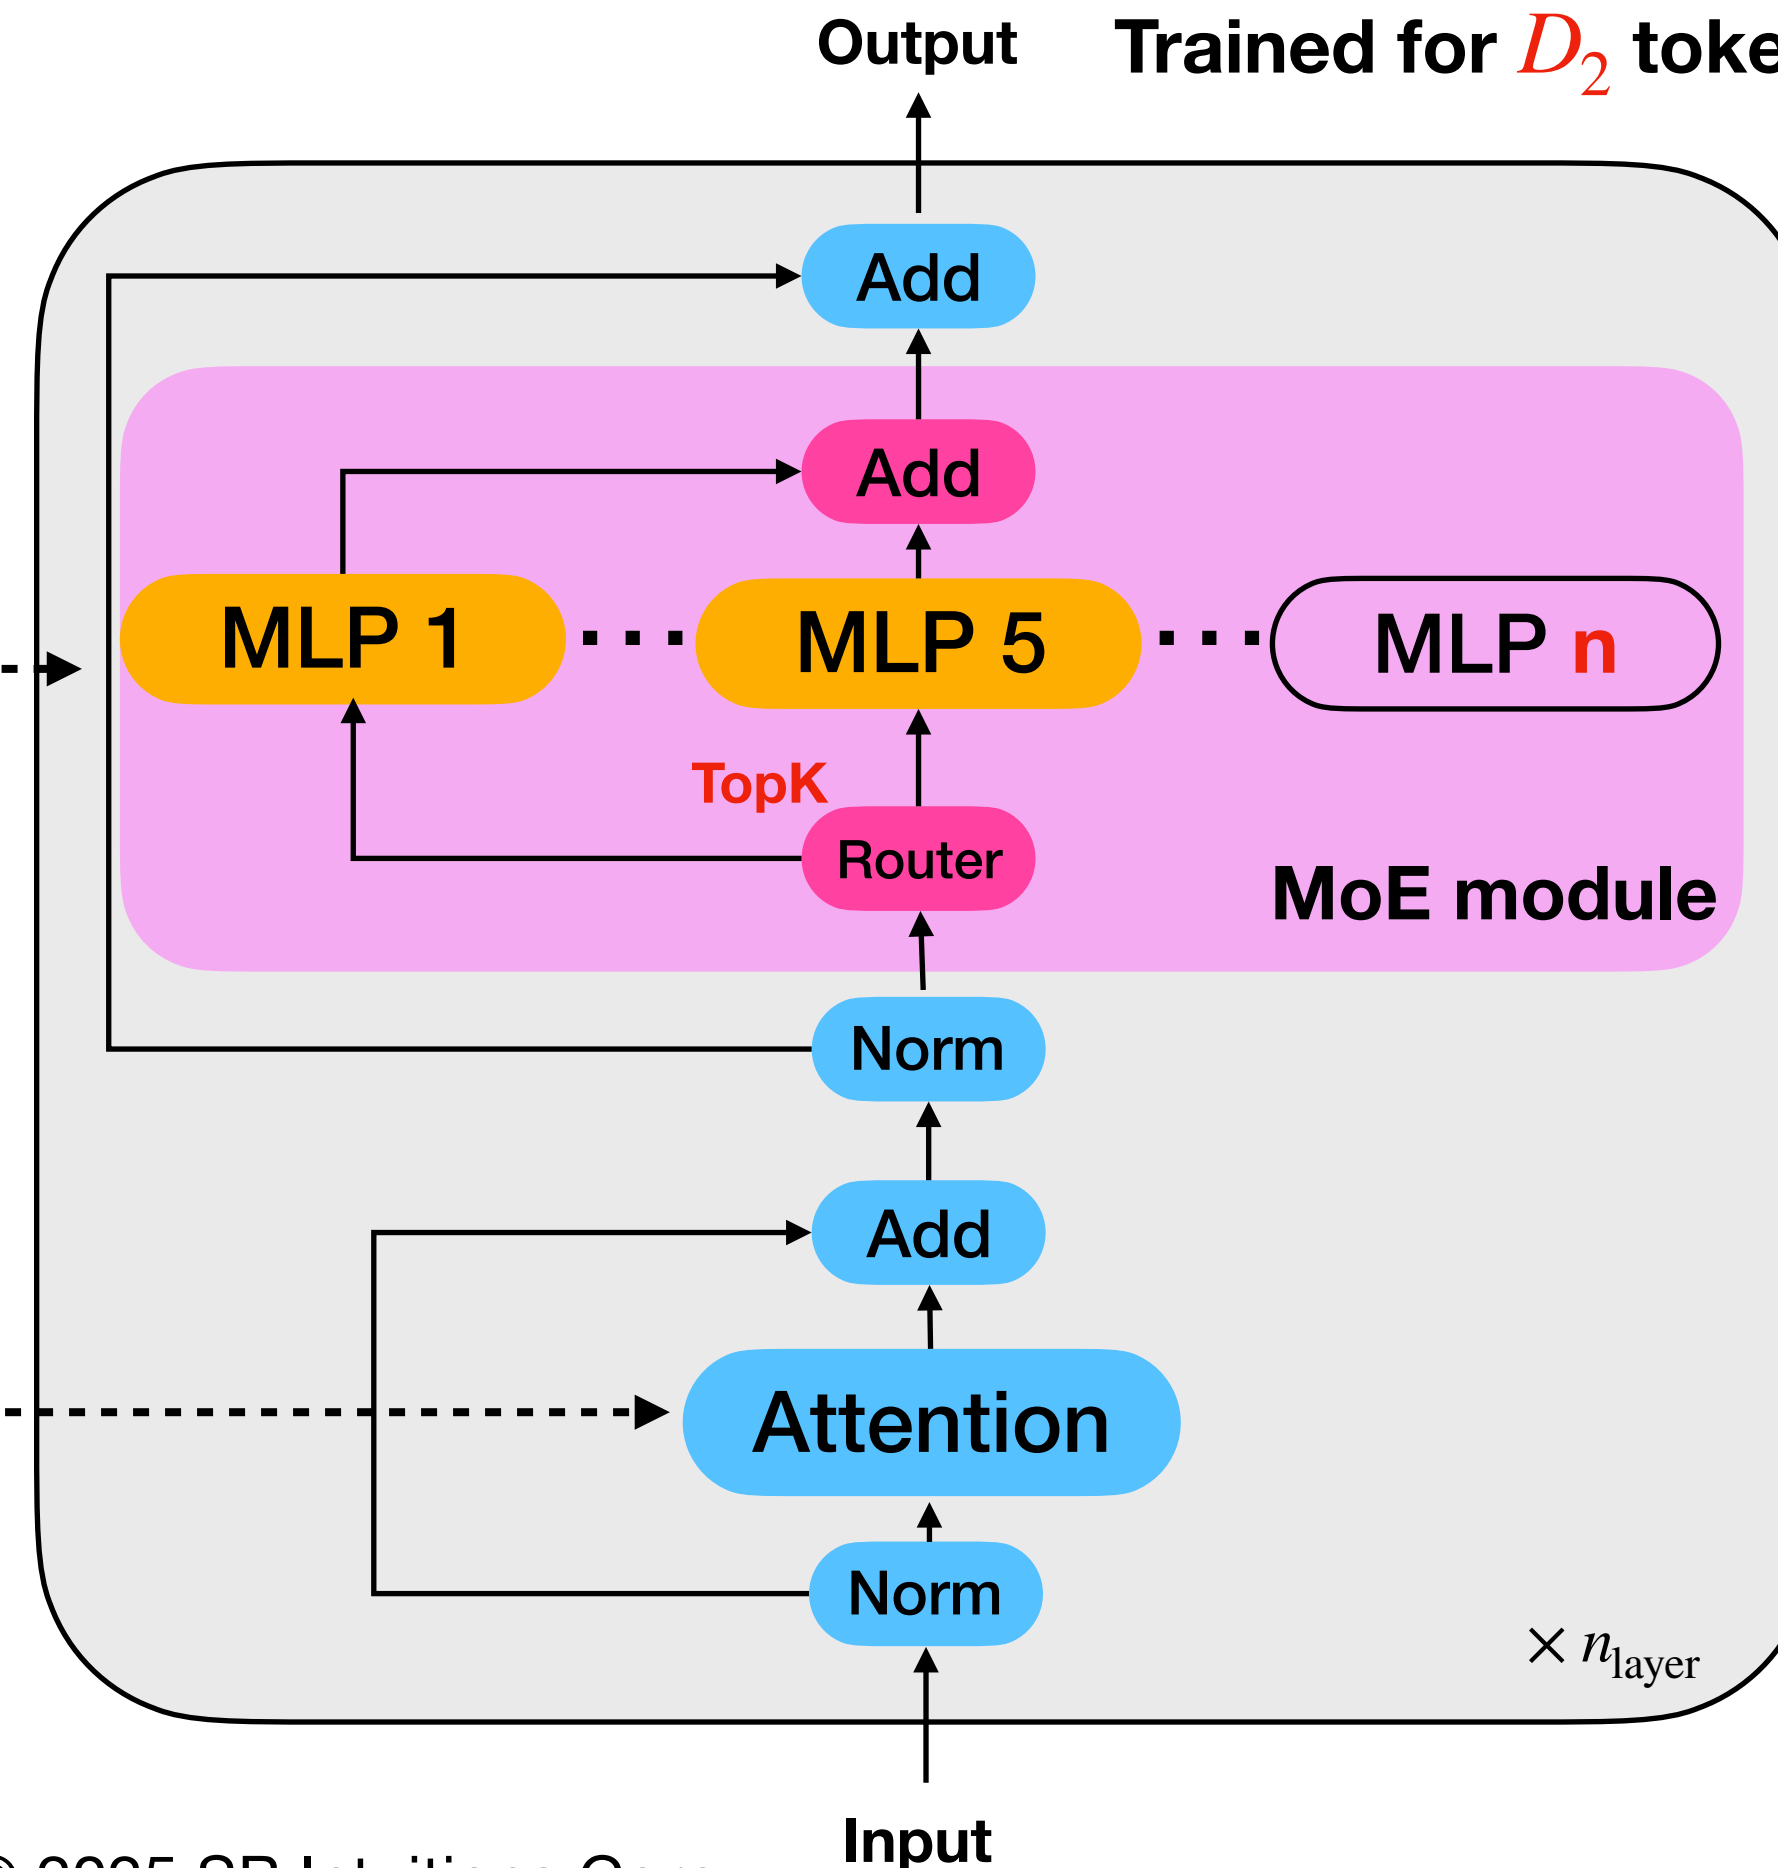 Output
Trained for D₂
Add
Add
MLP 1 ··· MLP 5 ··· MLP n
TopK
Router
MoE module
Norm
Add
Attention
Norm
× n_layer
Input